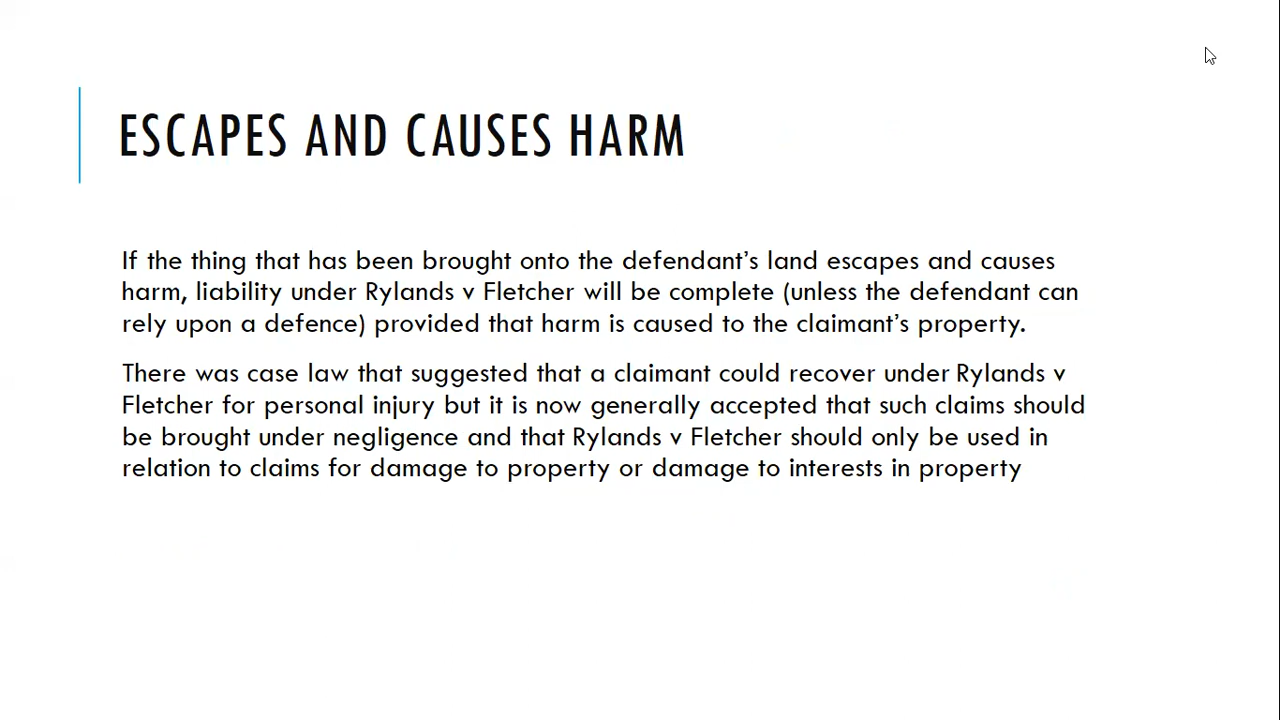 ESCAPES AND CAUSES HARM
If the thing that has been brought onto the defendant’s land escapes and causes
harm, liability under Rylands v Fletcher will be complete (unless the defendant can
rely upon a defence) provided that harm is caused to the claimant’s property.
There was case law that suggested that a claimant could recover under Rylands v
Fletcher for personal injury but it is now generally accepted that such claims should
be brought under negligence and that Rylands v Fletcher should only be used in
relation to claims for damage to property or damage to interests in property